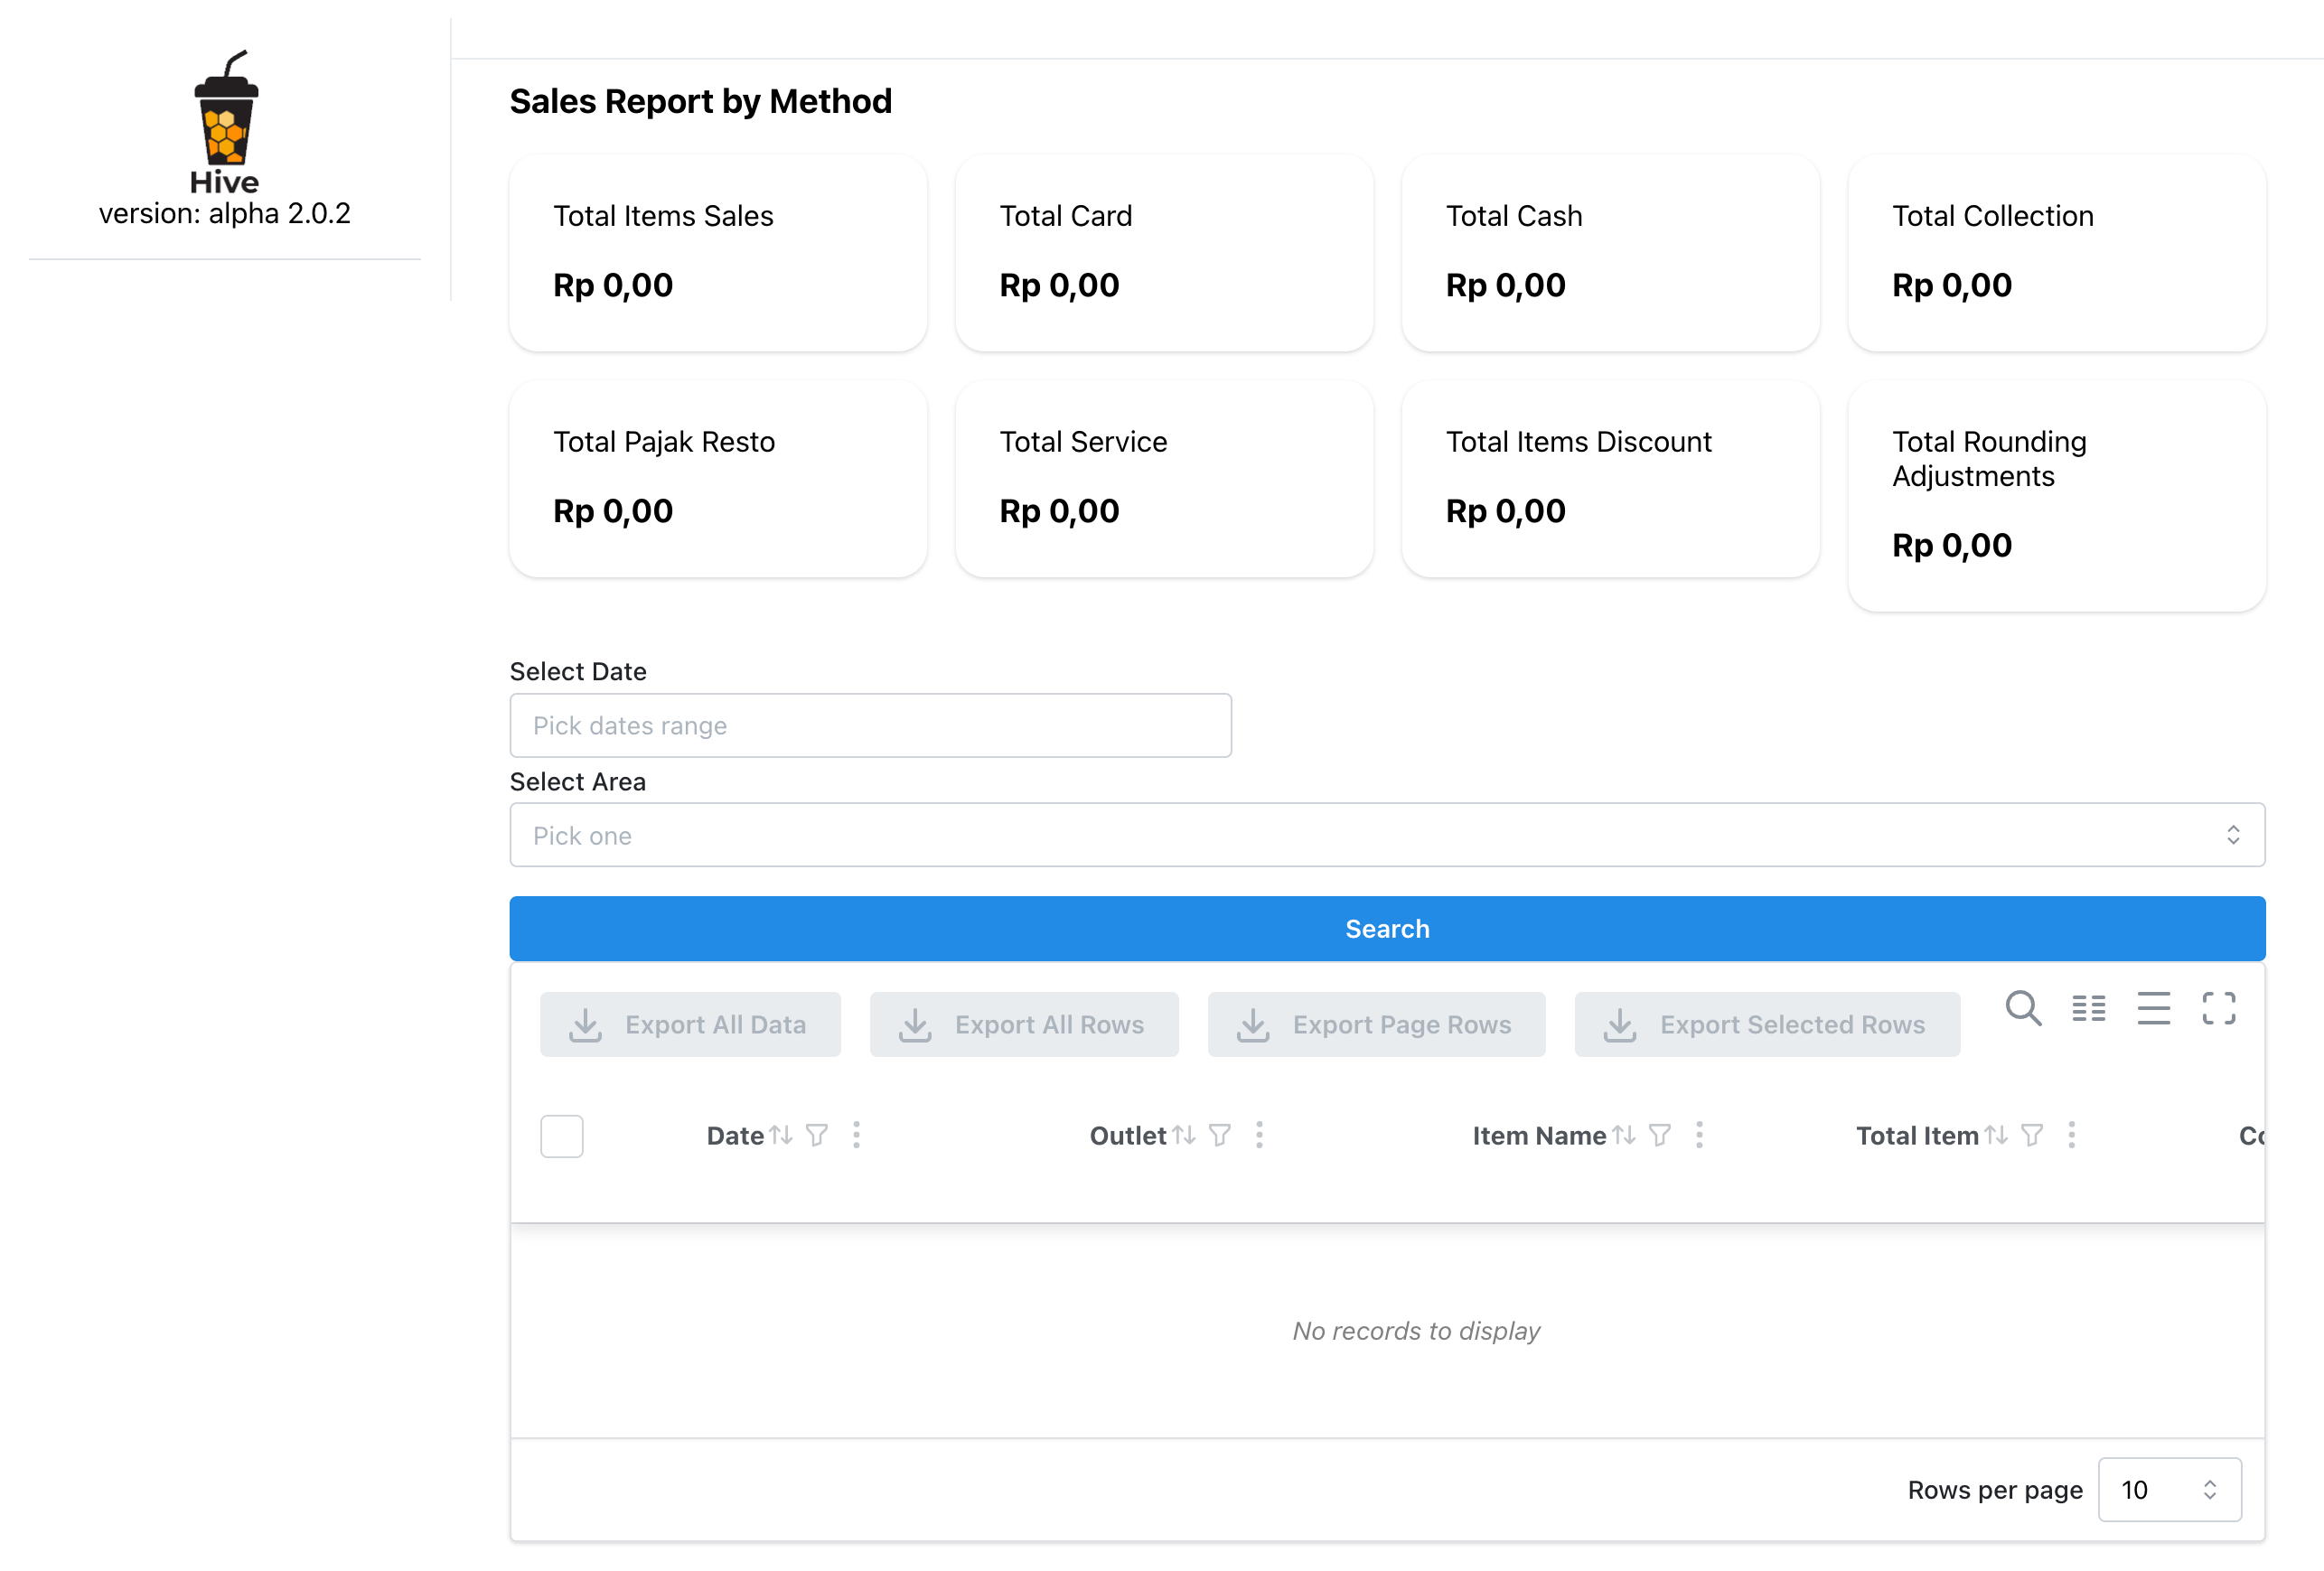 Hive
version: alpha 2.0.2
Sales Report by Method
Total Items Sales
Rp 0,00
Total Card
Rp 0,00
Total Cash
Rp 0,00
Total Collection
Rp 0,00
Total Pajak Resto
Rp 0,00
Total Service
Rp 0,00
Total Items Discount
Rp 0,00
Total Rounding
Adjustments
Rp 0,00
Select Date
Pick dates range
Select Area
Pick one
Search
Export All Data
Export All Rows
Export Page Rows
Export Selected Rows
Date
Outlet
Item Name
Total Item
No records to display
Rows per page
10